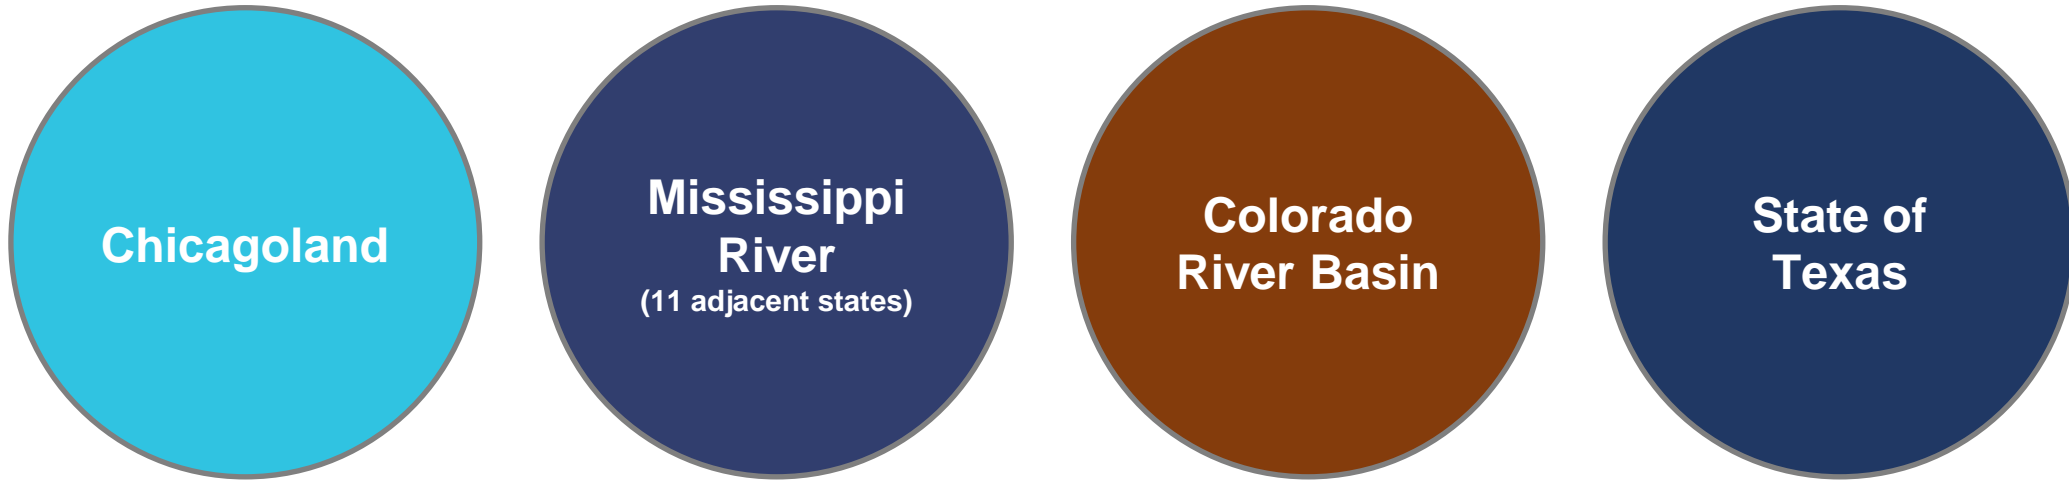 Chicagoland
Mississippi
River
(11 adjacent states)
Colorado
River Basin
State of
Texas